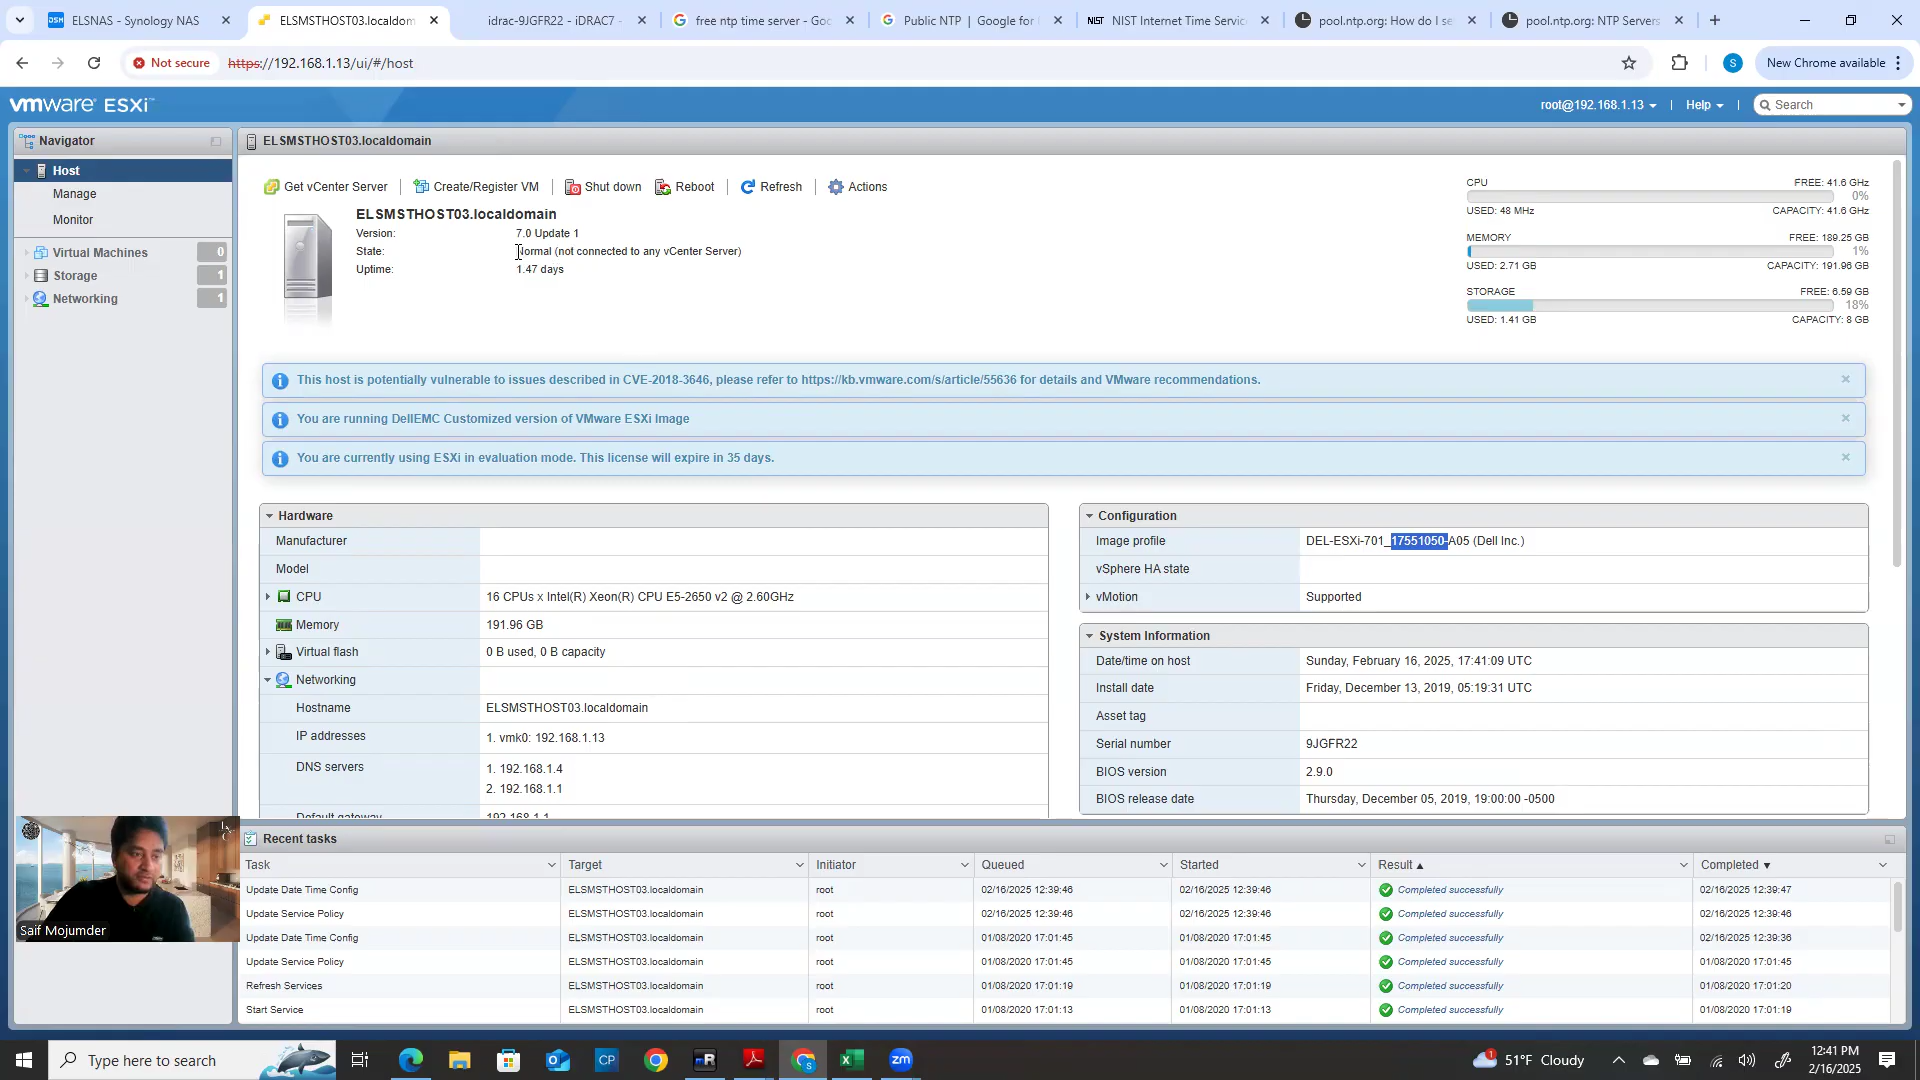 ELSNAS - Synology NAS
ELSMSTHOST03.localdom
idrac-9JGFR22 - iDRAC7 -
free ntp time server - Goo
Public NTP | Google for
NIST Internet Time Servic
pool.ntp.org: How do I se
pool.ntp.org: NTP Servers
Not secure
https://192.168.1.13/ui/#/host
S
New Chrome available
vmware ESXi
root@192.168.1.13
Help
Search
Navigator
Host
Manage
Monitor
Virtual Machines 0
Storage 1
Networking 1
ELSMSTHOST03.localdomain
Get vCenter Server
Create/Register VM
Shut down
Reboot
Refresh
Actions
ELSMSTHOST03.localdomain
Version: 7.0 Update 1
State: Normal (not connected to any vCenter Server)
Uptime: 1.47 days
CPU FREE: 41.6 GHz
0%
USED: 48 MHz CAPACITY: 41.6 GHz
MEMORY FREE: 189.25 GB
1%
USED: 2.71 GB CAPACITY: 191.96 GB
STORAGE FREE: 6.59 GB
18%
USED: 1.41 GB CAPACITY: 8 GB
This host is potentially vulnerable to issues described in CVE-2018-3646, please refer to https://kb.vmware.com/s/article/55636 for details and VMware recommendations.
You are running DellEMC Customized version of VMware ESXi Image
You are currently using ESXi in evaluation mode. This license will expire in 35 days.
Hardware
Manufacturer
Model
CPU 16 CPUs x Intel(R) Xeon(R) CPU E5-2650 v2 @ 2.60GHz
Memory 191.96 GB
Virtual flash 0 B used, 0 B capacity
Networking
Hostname ELSMSTHOST03.localdomain
IP addresses 1. vmk0: 192.168.1.13
DNS servers 1. 192.168.1.4
2. 192.168.1.1
Default gateway 192.168.1.1
Configuration
Image profile DEL-ESXi-701_17551050-A05 (Dell Inc.)
vSphere HA state
vMotion Supported
System Information
Date/time on host Sunday, February 16, 2025, 17:41:09 UTC
Install date Friday, December 13, 2019, 05:19:31 UTC
Asset tag
Serial number 9JGFR22
BIOS version 2.9.0
BIOS release date Thursday, December 05, 2019, 19:00:00 -0500
Saif Mojumder
Recent tasks
Task Target Initiator Queued Started Result Completed
Update Date Time Config ELSMSTHOST03.localdomain root 02/16/2025 12:39:46 02/16/2025 12:39:46 Completed successfully 02/16/2025 12:39:47
Update Service Policy ELSMSTHOST03.localdomain root 02/16/2025 12:39:46 02/16/2025 12:39:46 Completed successfully 02/16/2025 12:39:46
Update Date Time Config ELSMSTHOST03.localdomain root 01/08/2020 17:01:45 01/08/2020 17:01:45 Completed successfully 02/16/2025 12:39:36
Update Service Policy ELSMSTHOST03.localdomain root 01/08/2020 17:01:45 01/08/2020 17:01:45 Completed successfully 01/08/2020 17:01:45
Refresh Services ELSMSTHOST03.localdomain root 01/08/2020 17:01:19 01/08/2020 17:01:19 Completed successfully 01/08/2020 17:01:20
Start Service ELSMSTHOST03.localdomain root 01/08/2020 17:01:13 01/08/2020 17:01:13 Completed successfully 01/08/2020 17:01:19
Type here to search
CP
zm
51°F Cloudy
12:41 PM
2/16/2025